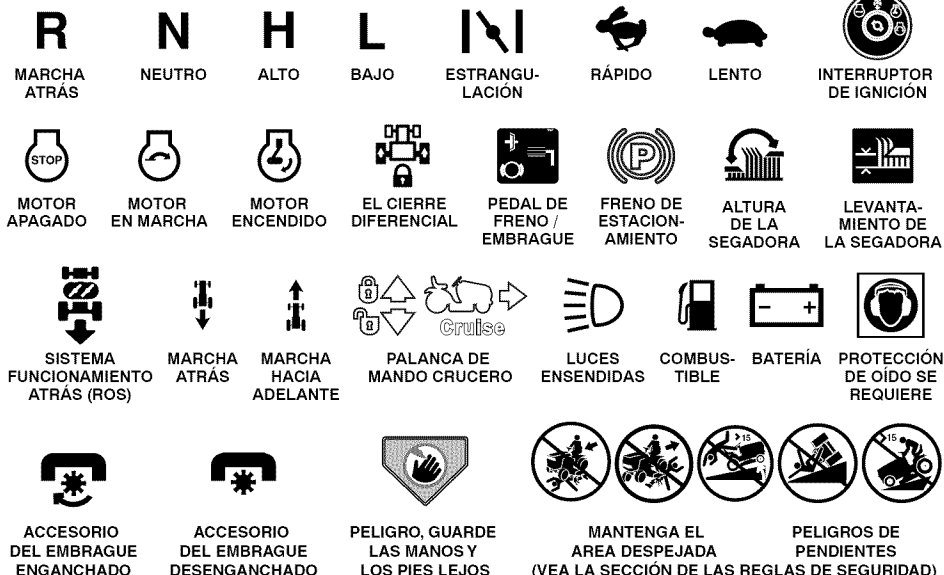 R N H L
MARCHA ATRÁS
NEUTRO
ALTO
BAJO
ESTRANGU-
LACIÓN
RÁPIDO
LENTO
INTERRUPTOR
DE IGNICIÓN
STOP
MOTOR
APAGADO
MOTOR
EN MARCHA
MOTOR
ENCENDIDO
EL CIERRE
DIFERENCIAL
PEDAL DE
FRENO /
EMBRAGUE
P
FRENO DE
ESTACION-
AMIENTO
ALTURA
DE LA
SEGADORA
LEVANTA-
MIENTO DE
LA SEGADORA
SISTEMA
FUNCIONAMIENTO
ATRÁS (ROS)
MARCHA
ATRÁS
MARCHA
HACIA
ADELANTE
Cruise
PALANCA DE
MANDO CRUCERO
LUCES
ENSENDIDAS
COMBUS-
TIBLE
BATERÍA
PROTECCIÓN
DE OÍDO SE
REQUIERE
ACCESORIO
DEL EMBRAGUE
ENGANCHADO
ACCESORIO
DEL EMBRAGUE
DESENGANCHADO
PELIGRO, GUARDE
LAS MANOS Y
LOS PIES LEJOS
15
15
MANTENGA EL
AREA DESPEJADA
PELIGROS DE
PENDIENTES
(VEA LA SECCIÓN DE LAS REGLAS DE SEGURIDAD)